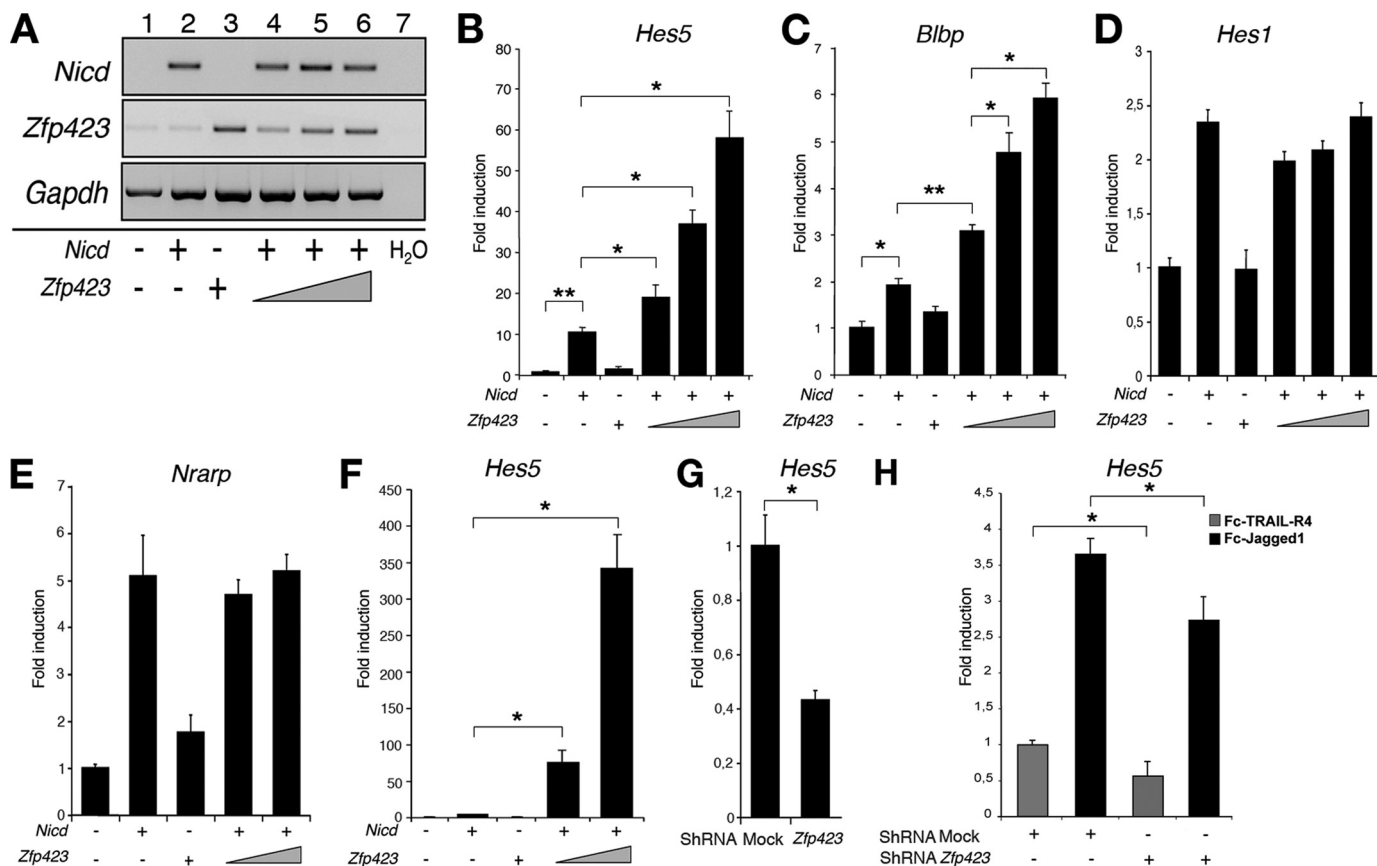 A
1 2 3 4 5 6 7
Nicd
Zfp423
Gapdh
Nicd - + - + + + H2O
Zfp423 - - +
B
Hes5
Fold induction
80
70
60
50
40
30
20
10
0
**
*
*
*
Nicd - + - + + +
Zfp423 - - +
C
Blbp
Fold induction
7
6
5
4
3
2
1
0
*
**
*
*
Nicd - + - + + +
Zfp423 - - +
D
Hes1
Fold induction
3
2,5
2
1,5
1
0,5
0
Nicd - + - + + +
Zfp423 - - +
E
Nrarp
Fold induction
7
6
5
4
3
2
1
0
Nicd - + - + +
Zfp423 - - +
F
Hes5
Fold induction
450
400
350
300
250
200
150
100
50
0
*
*
Nicd - + - + +
Zfp423 - - +
G
Hes5
Fold induction
1,2
1
0,8
0,6
0,4
0,2
0
*
ShRNA Mock Zfp423
H
Hes5
Fold induction
4,5
4
3,5
3
2,5
2
1,5
1
0,5
0
*
*
Fc-TRAIL-R4
Fc-Jagged1
ShRNA Mock + + - -
ShRNA Zfp423 - - + +